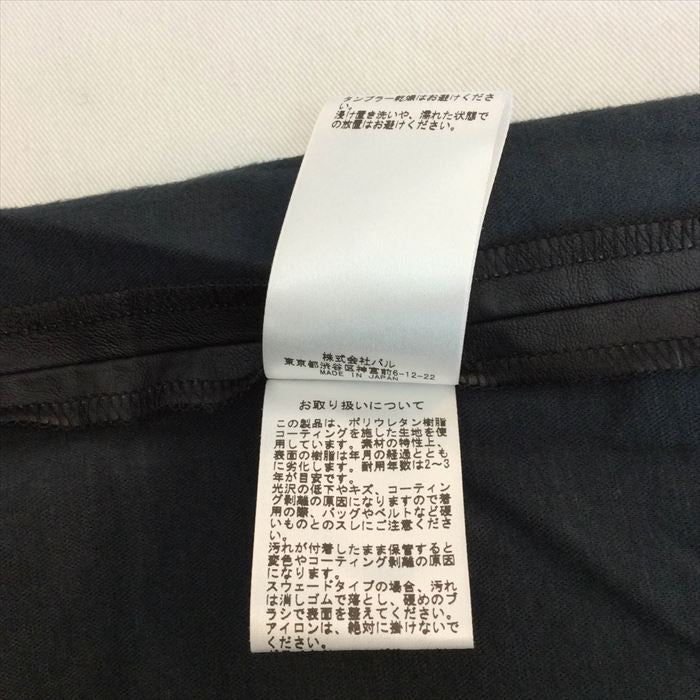 タンブラー乾燥はお避けくださ
い。
浸け置き洗いや、濡れた状態で
の放置はお避けください。
株式会社パル
東京都渋谷区神宮前6-12-22
MADE IN JAPAN
お取り扱いについて
この製品は、ポリウレタン樹脂
コーティングを施した生地を使
用しています。素材の特性上、
表面の樹脂は年月の経過ととも
に劣化します。耐用年数は2～3
年が目安です。
光沢の低下やキズ、コーティン
グ剥離の原因になりますので着
用の際、バッグやベルトなど硬
いものとのスレにご注意くださ
い。
汚れが付着したまま保管すると
変色やコーティング剥離の原因
になります。
スウェードタイプの場合、汚れ
は消しゴムで落とし、硬めのブ
ラシで表面を整えてください。
アイロンは、絶対に掛けないで
ください。